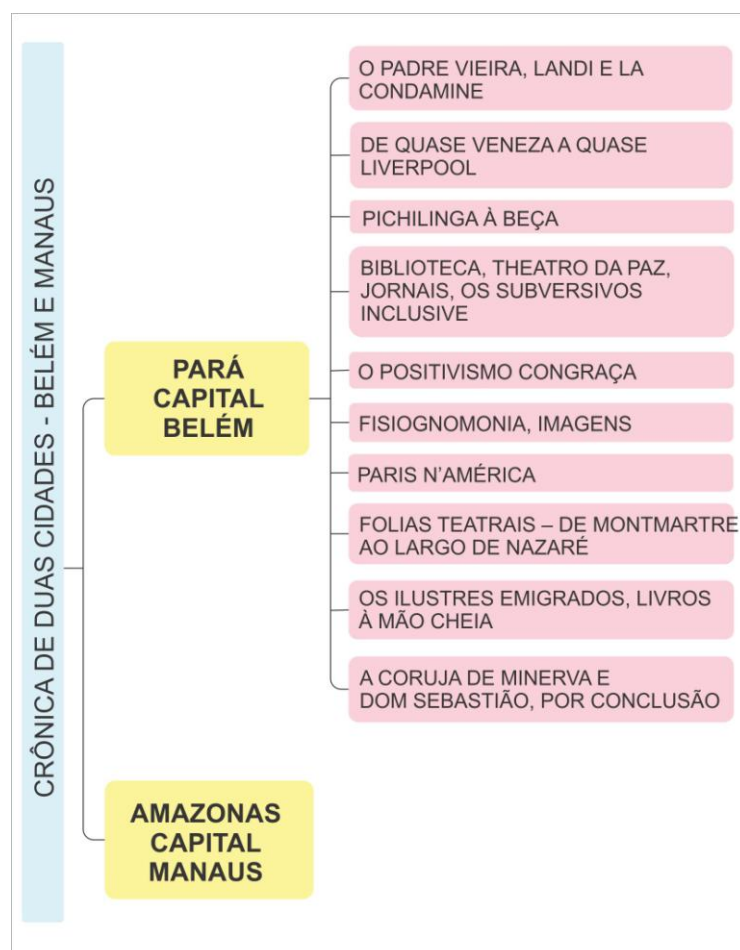 CRÔNICA DE DUAS CIDADES - BELÉM E MANAUS
PARÁ
CAPITAL
BELÉM
O PADRE VIEIRA, LANDI E LA
CONDAMINE
DE QUASE VENEZA A QUASE
LIVERPOOL
PICHILINGA À BEÇA
BIBLIOTECA, THEATRO DA PAZ,
JORNAIS, OS SUBVERSIVOS
INCLUSIVE
O POSITIVISMO CONGRAÇA
FISIOGNOMONIA, IMAGENS
PARIS N’AMÉRICA
FOLIAS TEATRAIS – DE MONTMARTRE
AO LARGO DE NAZARÉ
OS ILUSTRES EMIGRADOS, LIVROS
À MÃO CHEIA
A CORUJA DE MINERVA E
DOM SEBASTIÃO, POR CONCLUSÃO
AMAZONAS
CAPITAL
MANAUS